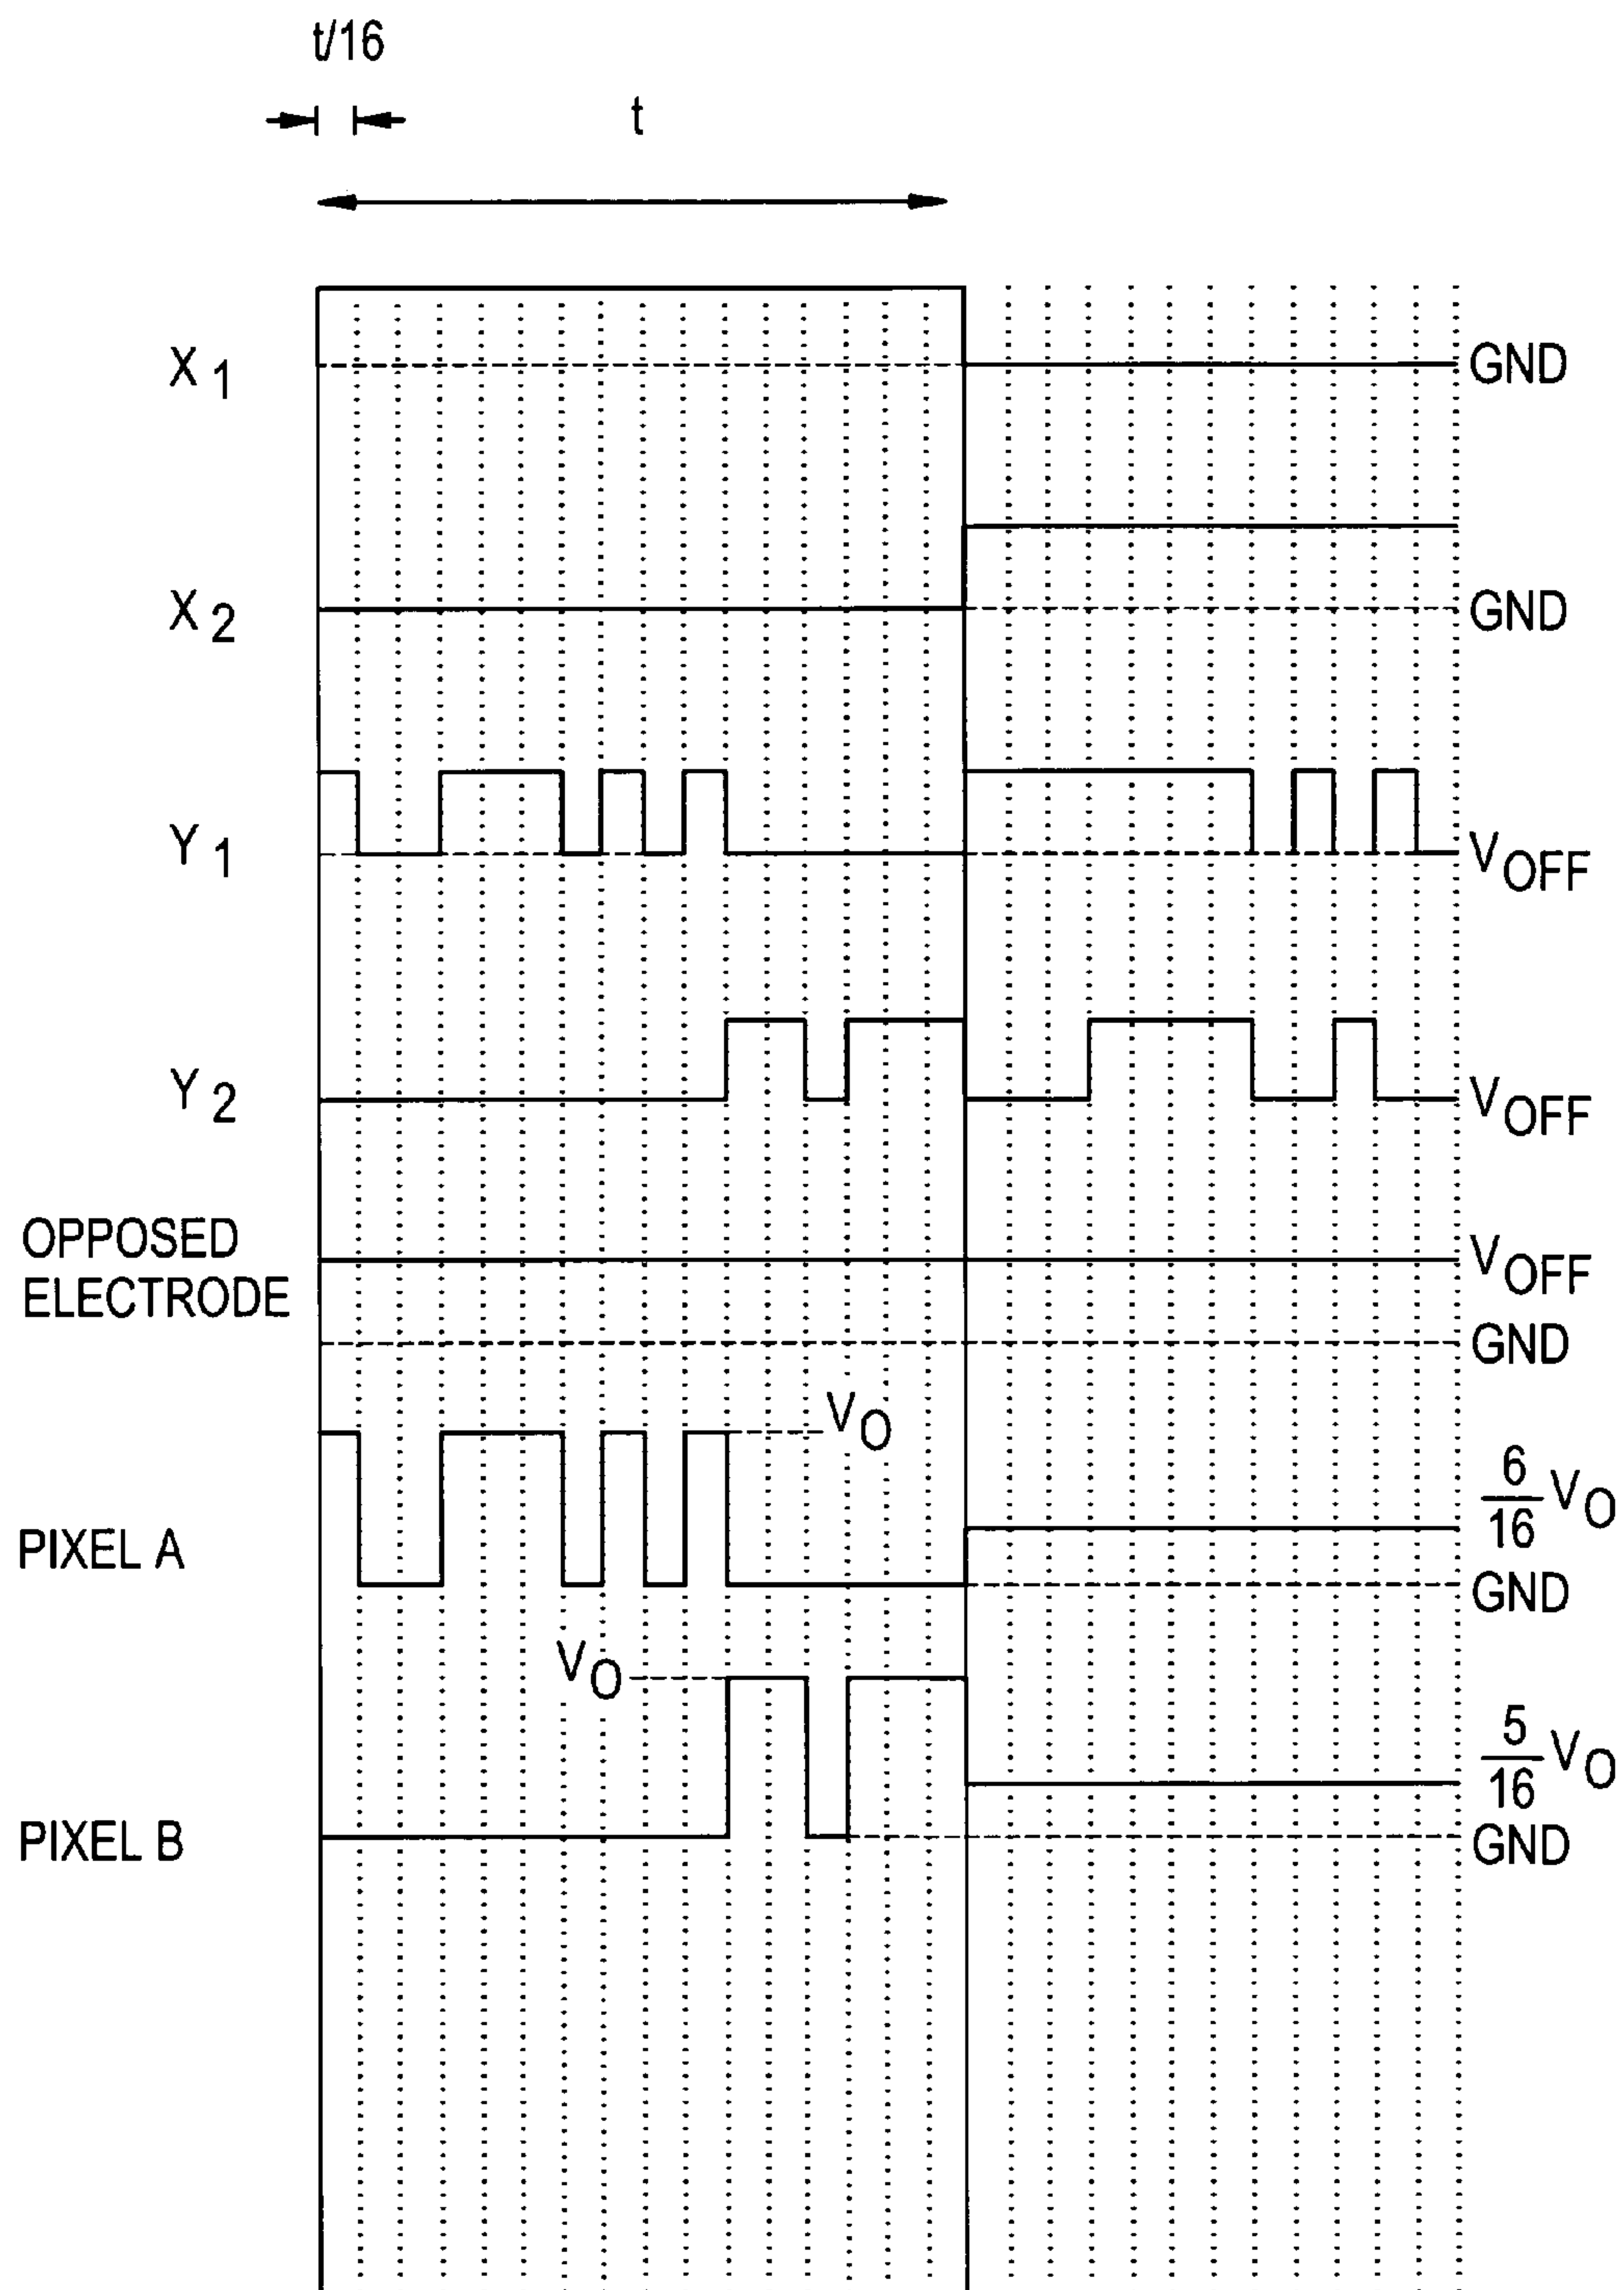 t/16
t
X 1
GND
X 2
GND
Y 1
VOFF
Y 2
VOFF
OPPOSED
ELECTRODE
VOFF
GND
VO
PIXEL A
6/16 VO
GND
VO
PIXEL B
5/16 VO
GND